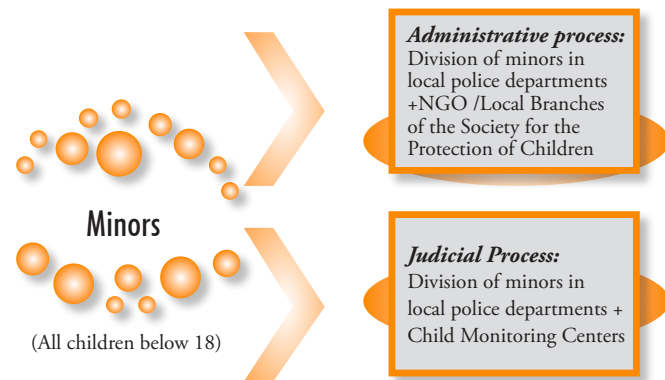 Minors
(All children below 18)
Administrative process:
Division of minors in
local police departments
+NGO /Local Branches
of the Society for the
Protection of Children
Judicial Process:
Division of minors in
local police departments +
Child Monitoring Centers